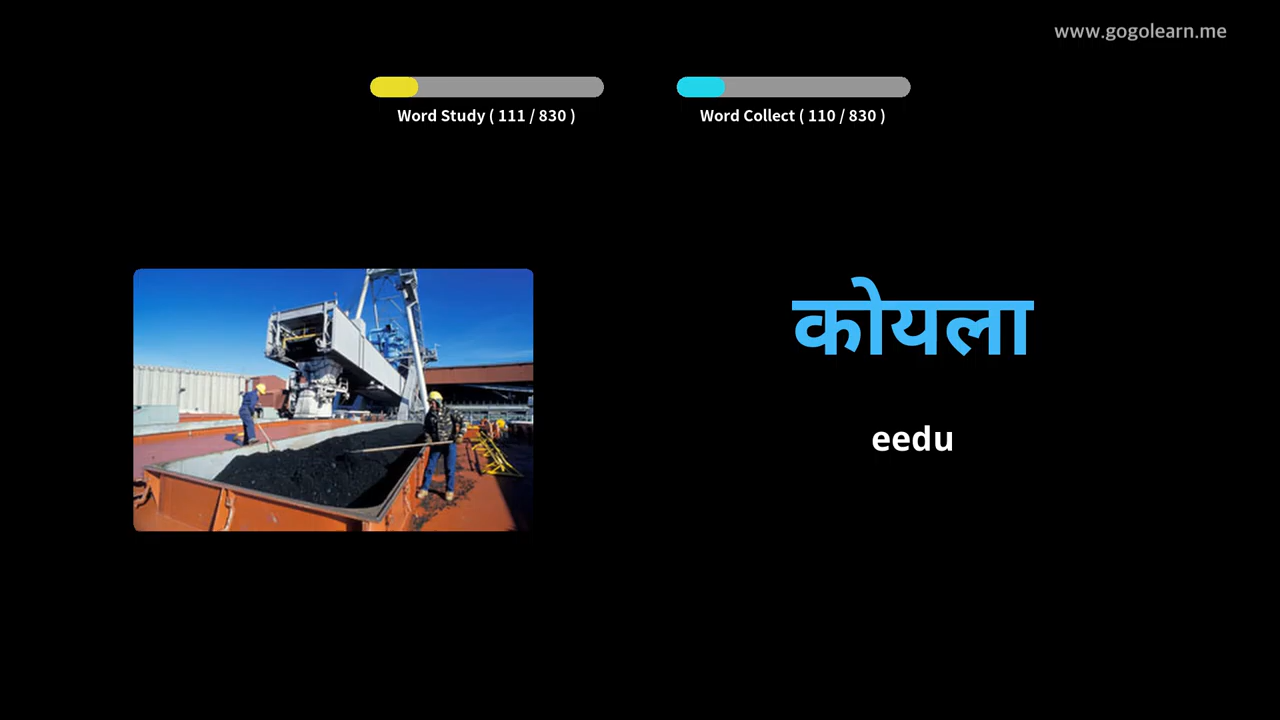 www.gogolearn.me
Word Study ( 111 / 830 )
Word Collect ( 110 / 830 )
कोयला
eedu